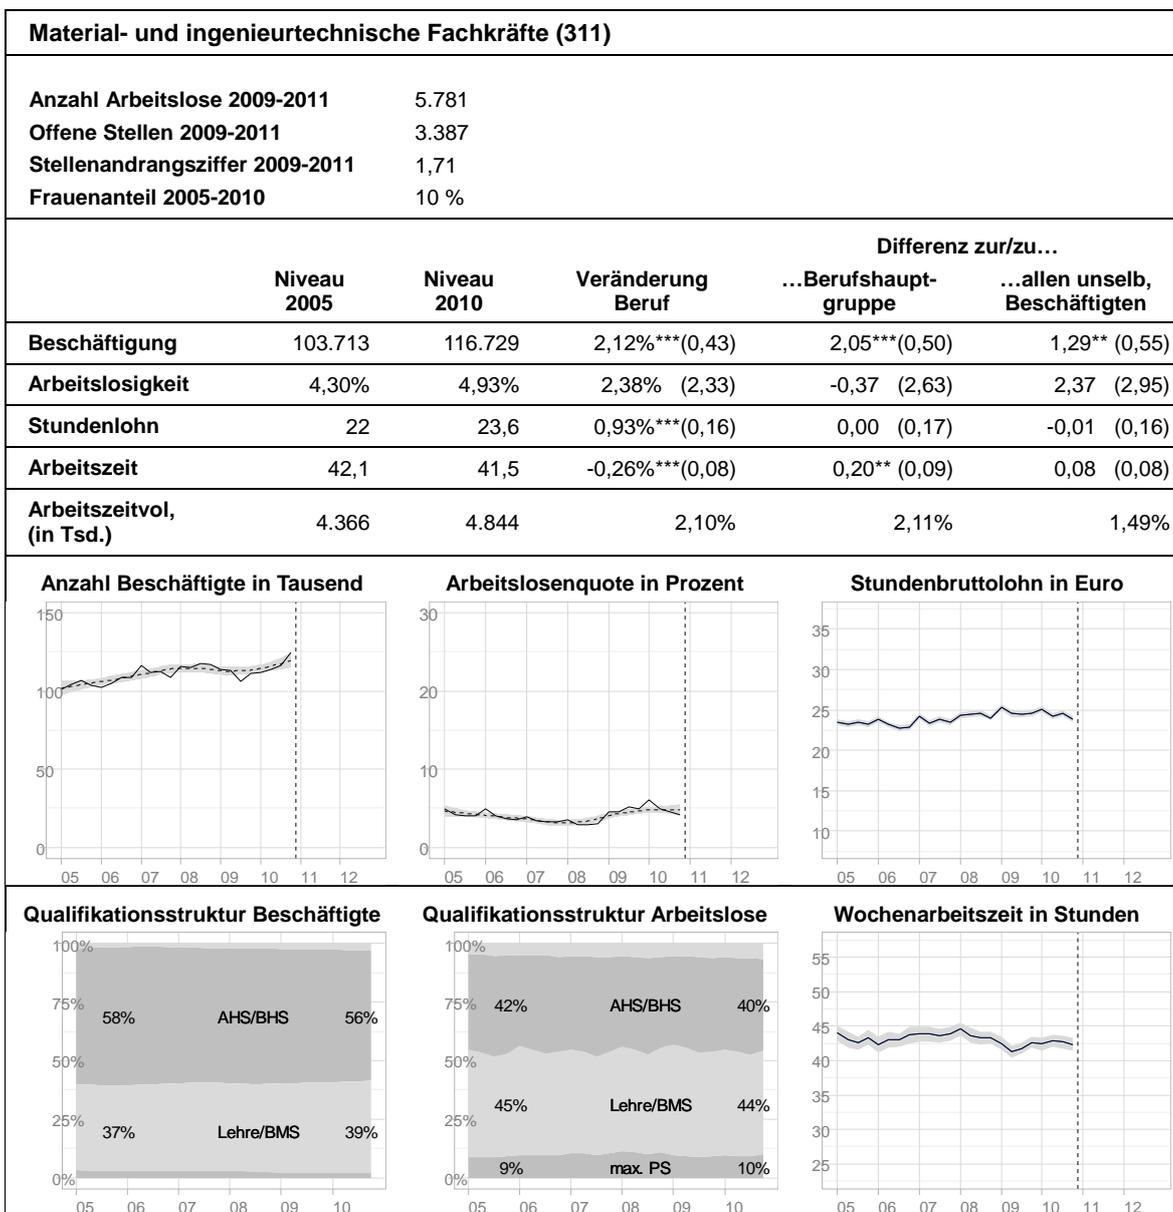 Material- und ingenieurtechnische Fachkräfte (311)
Anzahl Arbeitslose 2009-2011 5.781
Offene Stellen 2009-2011 3.387
Stellenandrangsziffer 2009-2011 1,71
Frauenanteil 2005-2010 10 %
Differenz zur/zu…
Niveau Niveau Veränderung …Berufshaupt- …allen unselb,
2005 2010 Beruf gruppe Beschäftigten
Beschäftigung 103.713 116.729 2,12%***(0,43) 2,05***(0,50) 1,29** (0,55)
Arbeitslosigkeit 4,30% 4,93% 2,38% (2,33) -0,37 (2,63) 2,37 (2,95)
Stundenlohn 22 23,6 0,93%***(0,16) 0,00 (0,17) -0,01 (0,16)
Arbeitszeit 42,1 41,5 -0,26%***(0,08) 0,20** (0,09) 0,08 (0,08)
Arbeitszeitvol,
(in Tsd.) 4.366 4.844 2,10% 2,11% 1,49%
Anzahl Beschäftigte in Tausend
150
100
50
0
05 06 07 08 09 10 11 12
Arbeitslosenquote in Prozent
30
20
10
0
05 06 07 08 09 10 11 12
Stundenbruttolohn in Euro
35
30
25
20
15
10
05 06 07 08 09 10 11 12
Qualifikationsstruktur Beschäftigte
100%
75%
58% AHS/BHS 56%
50%
25%
37% Lehre/BMS 39%
0%
05 06 07 08 09 10
Qualifikationsstruktur Arbeitslose
100%
75% 42% AHS/BHS 40%
50%
45% Lehre/BMS 44%
25%
9% max. PS 10%
0%
05 06 07 08 09 10
Wochenarbeitszeit in Stunden
55
50
45
40
35
30
25
05 06 07 08 09 10 11 12